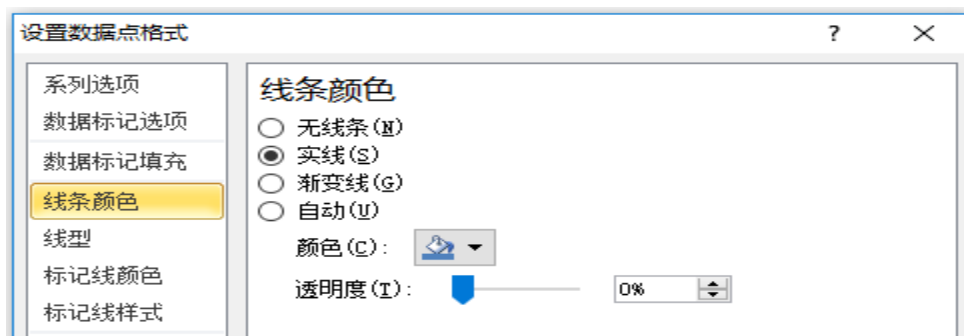 设置数据点格式
?
系列选项
数据标记选项
数据标记填充
线条颜色
线型
标记线颜色
标记线样式
线条颜色
无线条(N)
实线(S)
渐变线(G)
自动(U)
颜色(C):
透明度(T):
0%